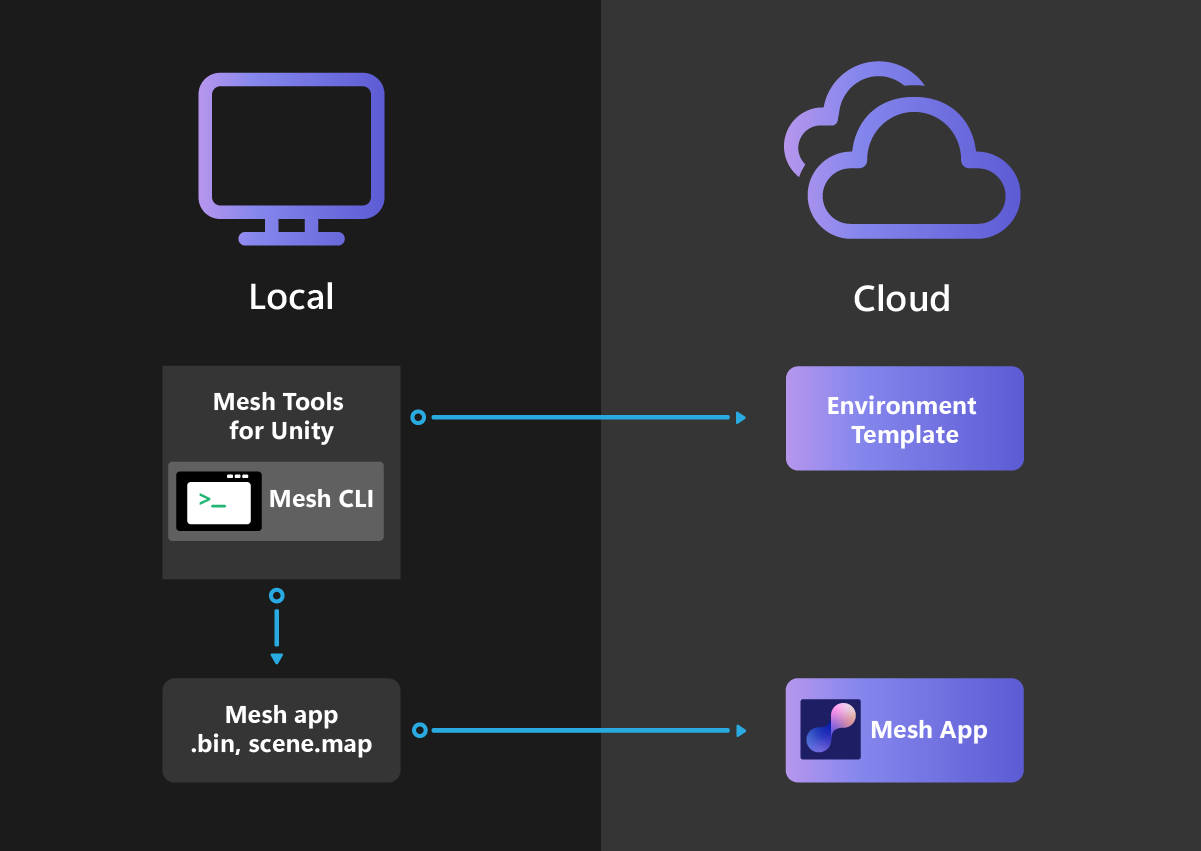 Local
Cloud
Mesh Tools
for Unity
>_
Mesh CLI
Environment
Template
Mesh app
.bin, scene.map
Mesh App